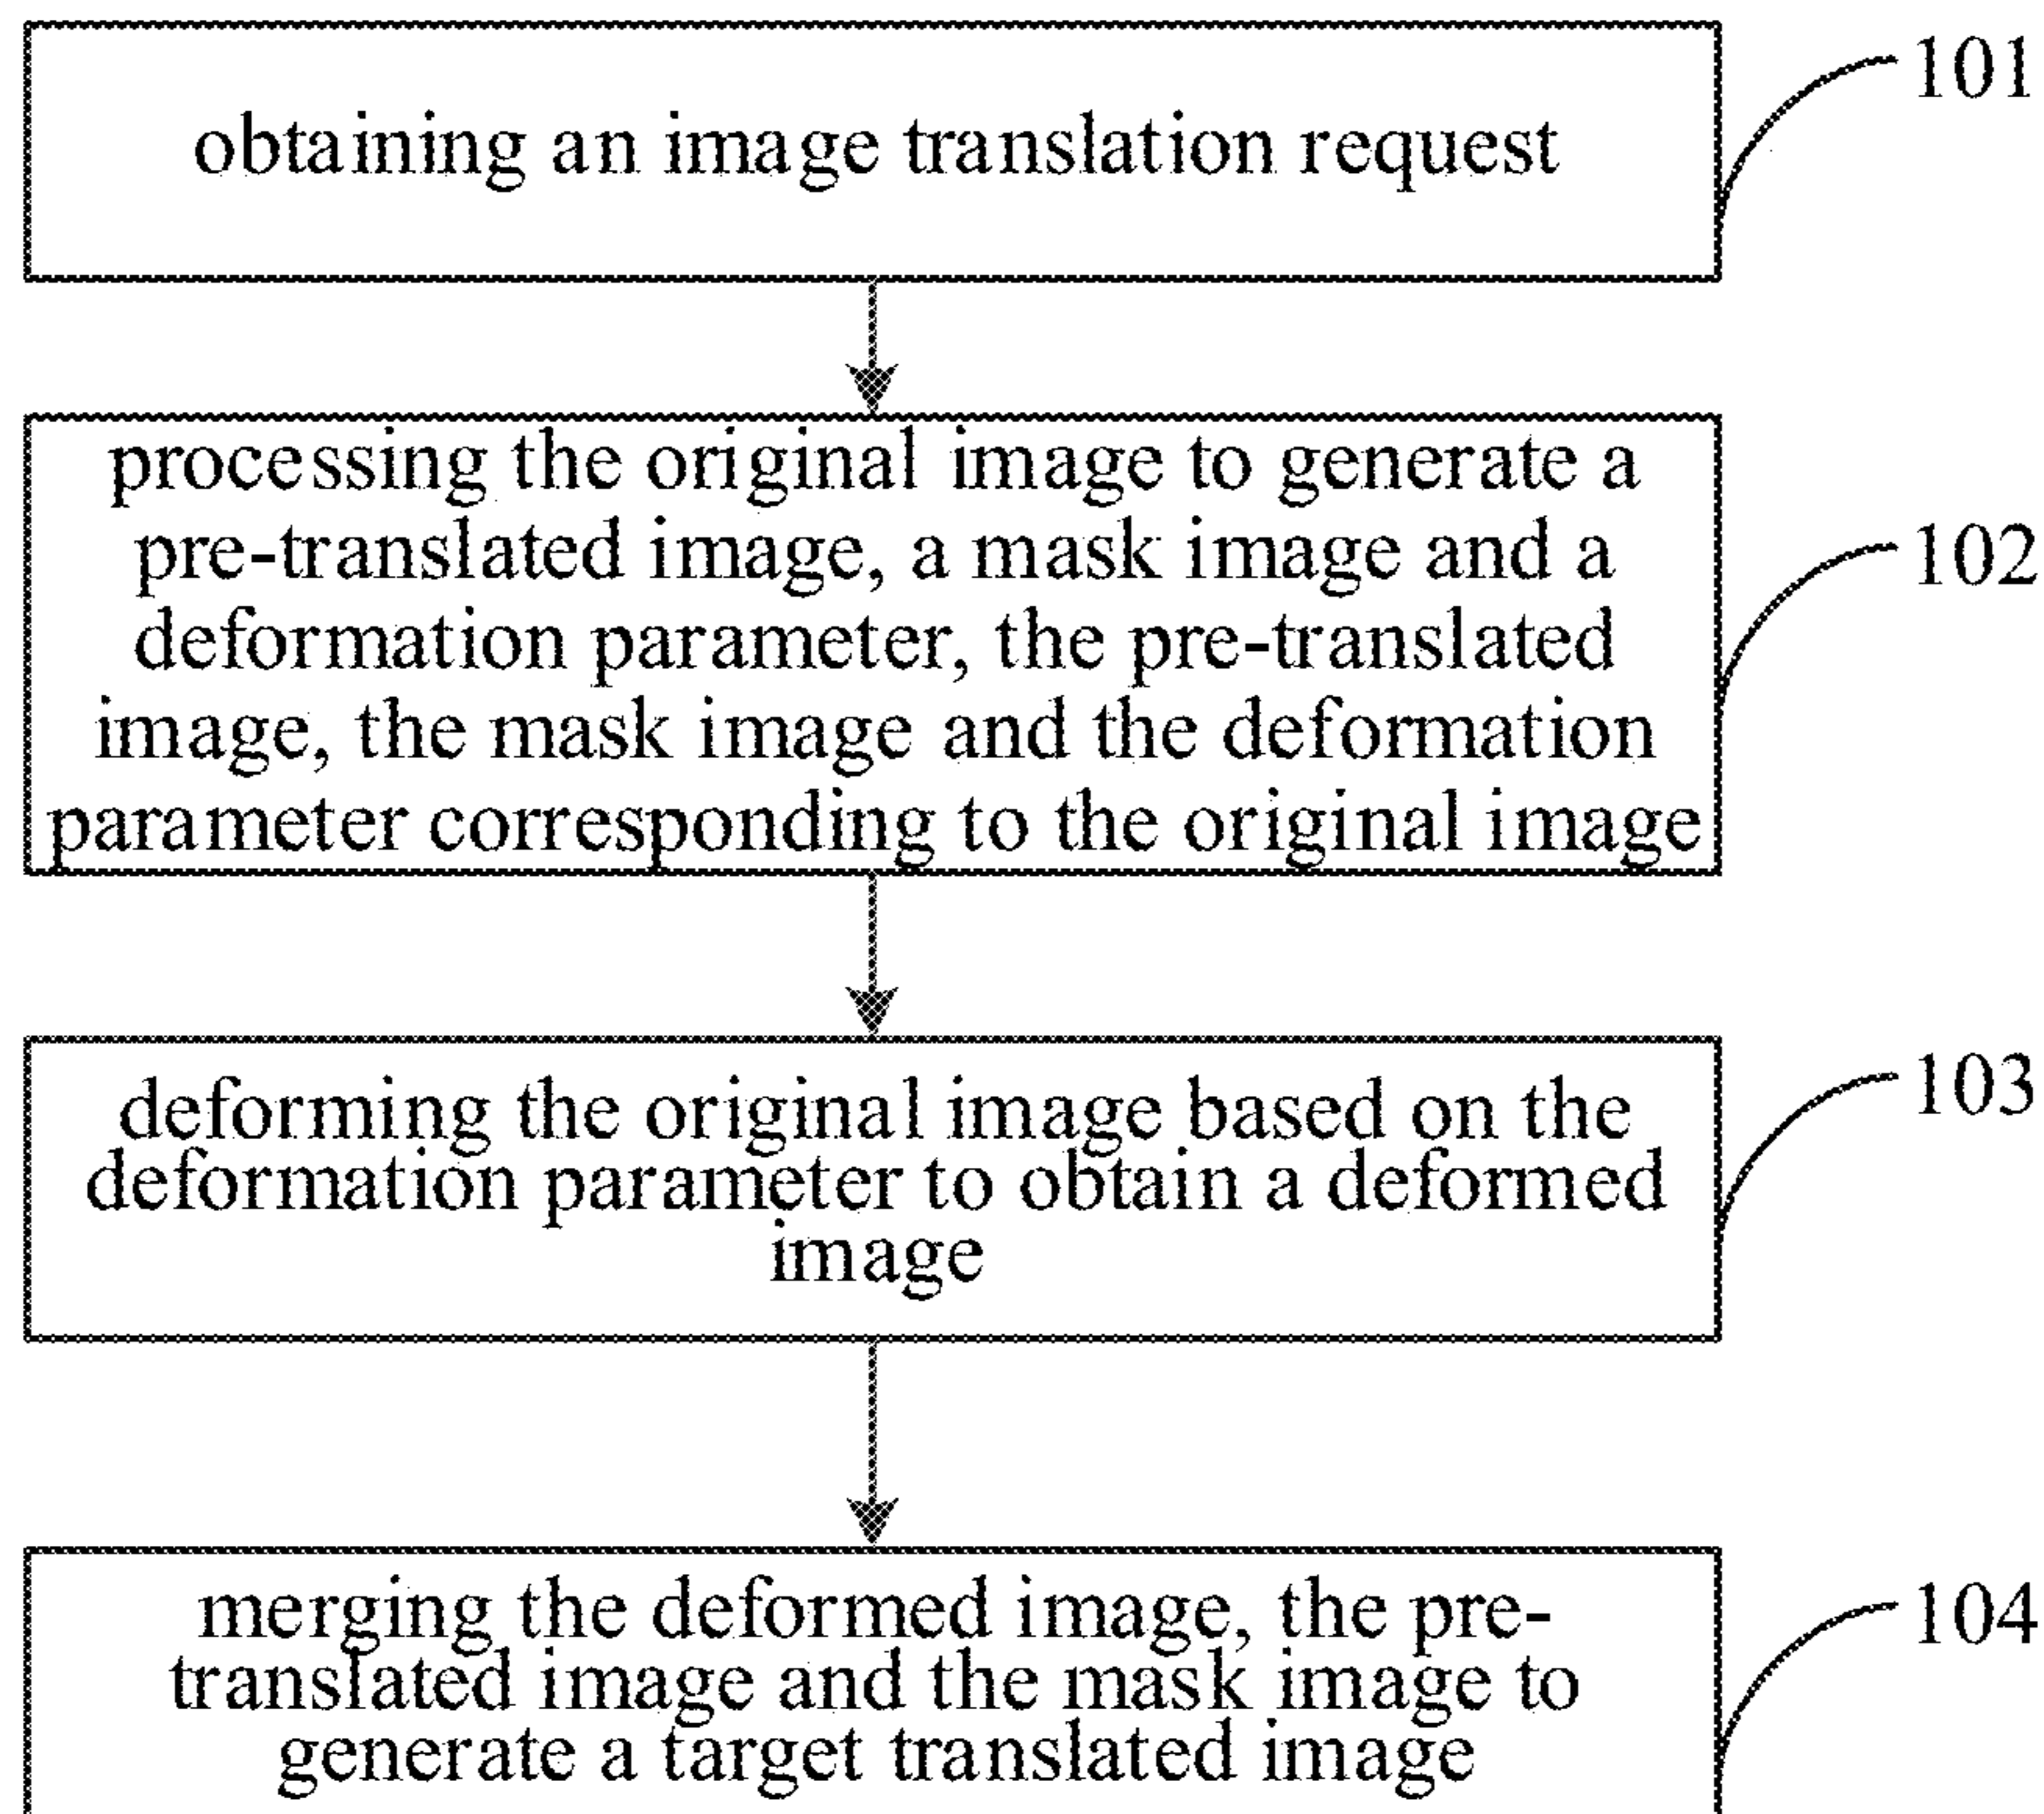 obtaining an image translation request
101
processing the original image to generate a
pre-translated image, a mask image and a
deformation parameter, the pre-translated
image, the mask image and the deformation
parameter corresponding to the original image
102
deforming the original image based on the
deformation parameter to obtain a deformed
image
103
merging the deformed image, the pre-
translated image and the mask image to
generate a target translated image
104